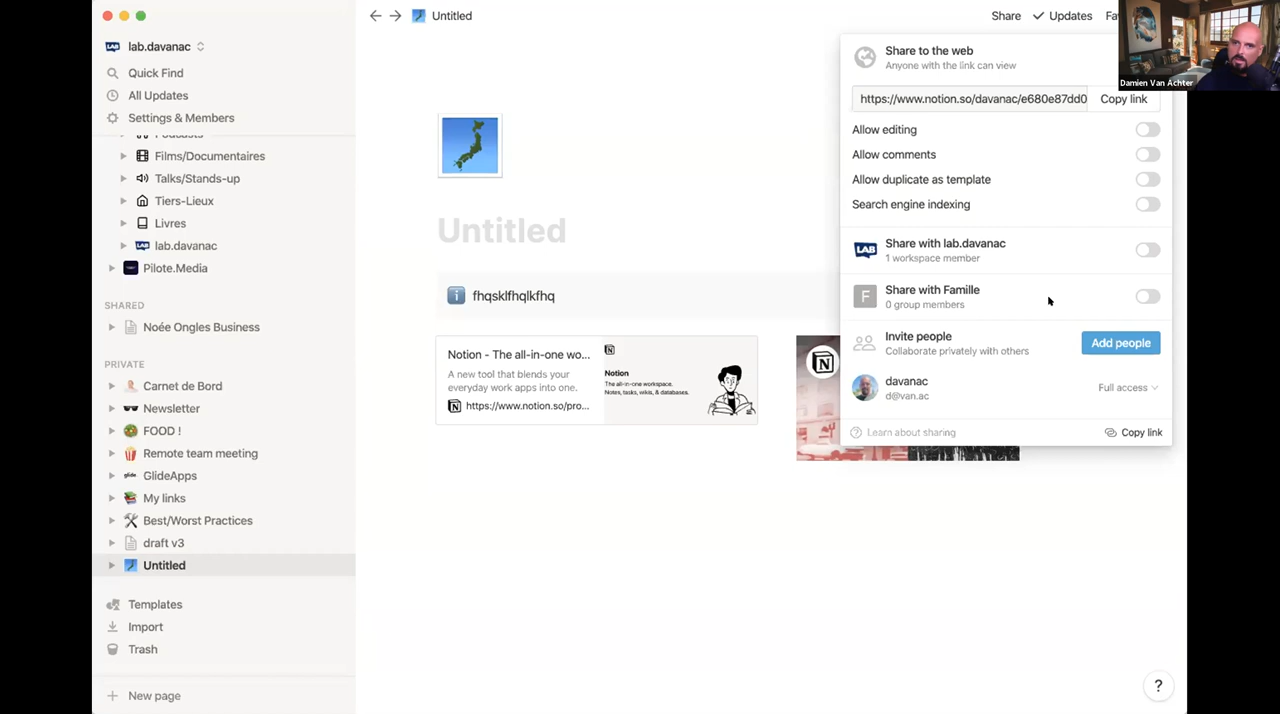 lab.davanac
Quick Find
All Updates
Settings & Members
Podcasts
Films/Documentaires
Talks/Stands-up
Tiers-Lieux
Livres
LAB lab.davanac
Pilote.Media
SHARED
Noée Ongles Business
PRIVATE
Carnet de Bord
Newsletter
FOOD !
Remote team meeting
GlideApps
My links
Best/Worst Practices
draft v3
Untitled
Templates
Import
Trash
New page
Untitled
Share
Updates
Untitled
fhqsklfhqlkfhq
Notion - The all-in-one wo...
A new tool that blends your
everyday work apps into one.
https://www.notion.so/pro...
Notion
The all-in-one workspace.
Notes, tasks, wikis, & databases.
Share to the web
Anyone with the link can view
https://www.notion.so/davanac/e680e87dd0
Copy link
Allow editing
Allow comments
Allow duplicate as template
Search engine indexing
LAB
Share with lab.davanac
1 workspace member
F
Share with Famille
0 group members
Invite people
Collaborate privately with others
Add people
davanac
d@van.ac
Full access
Learn about sharing
Copy link
?
Damien Van Achter